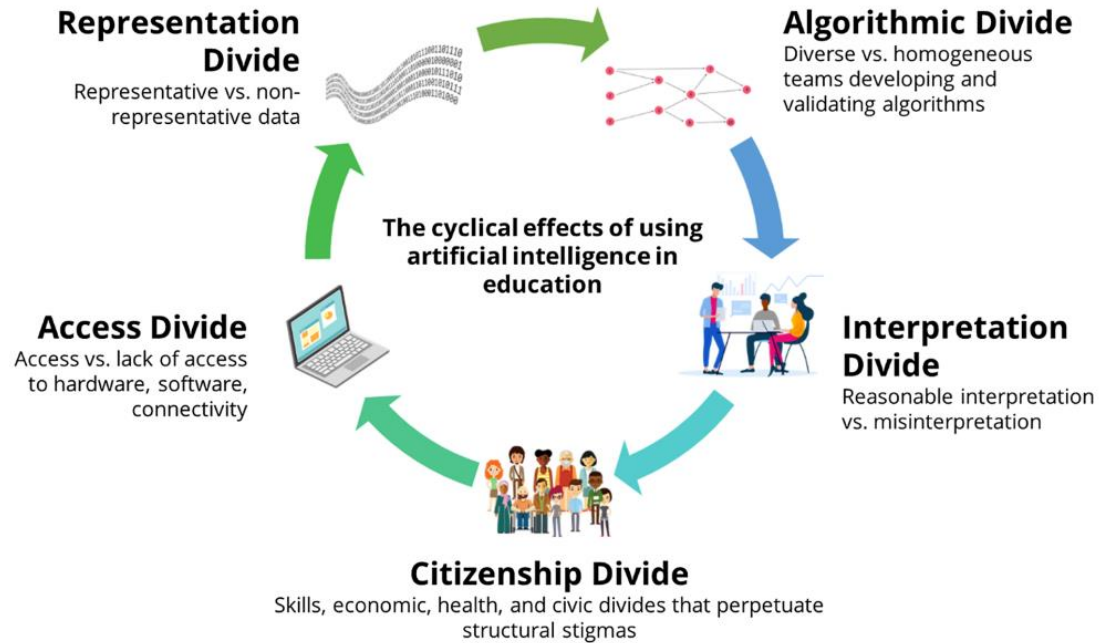 Representation
Divide
Representative vs. non-
representative data
Algorithmic Divide
Diverse vs. homogeneous
teams developing and
validating algorithms
The cyclical effects of using
artificial intelligence in
education
Access Divide
Access vs. lack of access
to hardware, software,
connectivity
Interpretation
Divide
Reasonable interpretation
vs. misinterpretation
Citizenship Divide
Skills, economic, health, and civic divides that perpetuate
structural stigmas